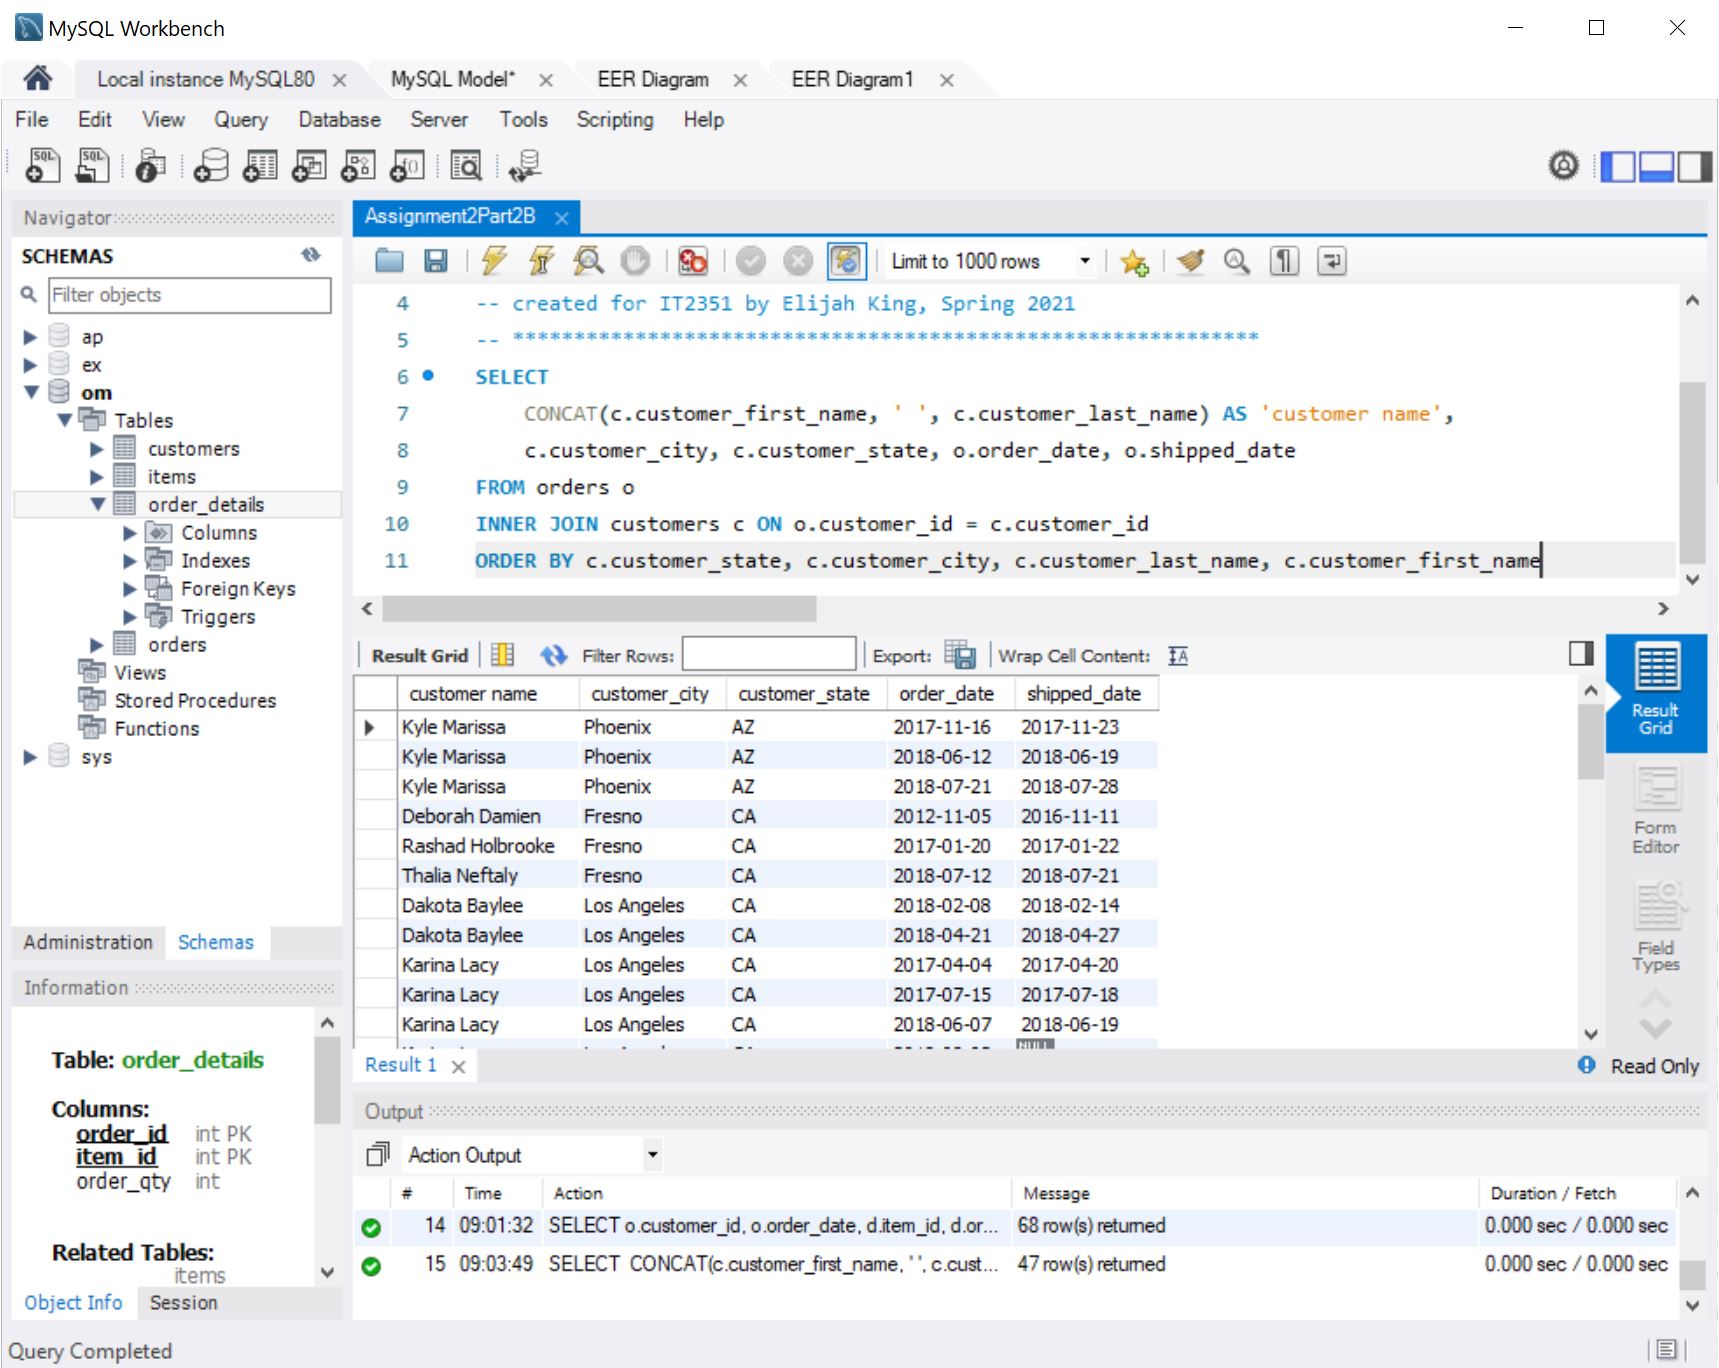 MySQL Workbench
Local instance MySQL80
MySQL Model*
EER Diagram
EER Diagram1
File Edit View Query Database Server Tools Scripting Help
Navigator
SCHEMAS
Filter objects
ap
ex
om
Tables
customers
items
order_details
Columns
Indexes
Foreign Keys
Triggers
orders
Views
Stored Procedures
Functions
sys
Administration Schemas
Information
Table: order_details
Columns:
order_id int PK
item_id int PK
order_qty int
Related Tables:
items
Object Info Session
Assignment2Part2B
Limit to 1000 rows
4 -- created for IT2351 by Elijah King, Spring 2021
5 -- *************************************************************
6 SELECT
7 CONCAT(c.customer_first_name, ' ', c.customer_last_name) AS 'customer name',
8 c.customer_city, c.customer_state, o.order_date, o.shipped_date
9 FROM orders o
10 INNER JOIN customers c ON o.customer_id = c.customer_id
11 ORDER BY c.customer_state, c.customer_city, c.customer_last_name, c.customer_first_name
Result Grid Filter Rows: Export: Wrap Cell Content:
customer name customer_city customer_state order_date shipped_date
Kyle Marissa Phoenix AZ 2017-11-16 2017-11-23
Kyle Marissa Phoenix AZ 2018-06-12 2018-06-19
Kyle Marissa Phoenix AZ 2018-07-21 2018-07-28
Deborah Damien Fresno CA 2012-11-05 2016-11-11
Rashad Holbrooke Fresno CA 2017-01-20 2017-01-22
Thalia Neftaly Fresno CA 2018-07-12 2018-07-21
Dakota Baylee Los Angeles CA 2018-02-08 2018-02-14
Dakota Baylee Los Angeles CA 2018-04-21 2018-04-27
Karina Lacy Los Angeles CA 2017-04-04 2017-04-20
Karina Lacy Los Angeles CA 2017-07-15 2017-07-18
Karina Lacy Los Angeles CA 2018-06-07 2018-06-19
NULL
Result
Grid
Form
Editor
Field
Types
Result 1
Read Only
Output
Action Output
# Time Action Message Duration / Fetch
14 09:01:32 SELECT o.customer_id, o.order_date, d.item_id, d.or... 68 row(s) returned 0.000 sec / 0.000 sec
15 09:03:49 SELECT CONCAT(c.customer_first_name, ' ', c.cust... 47 row(s) returned 0.000 sec / 0.000 sec
Query Completed